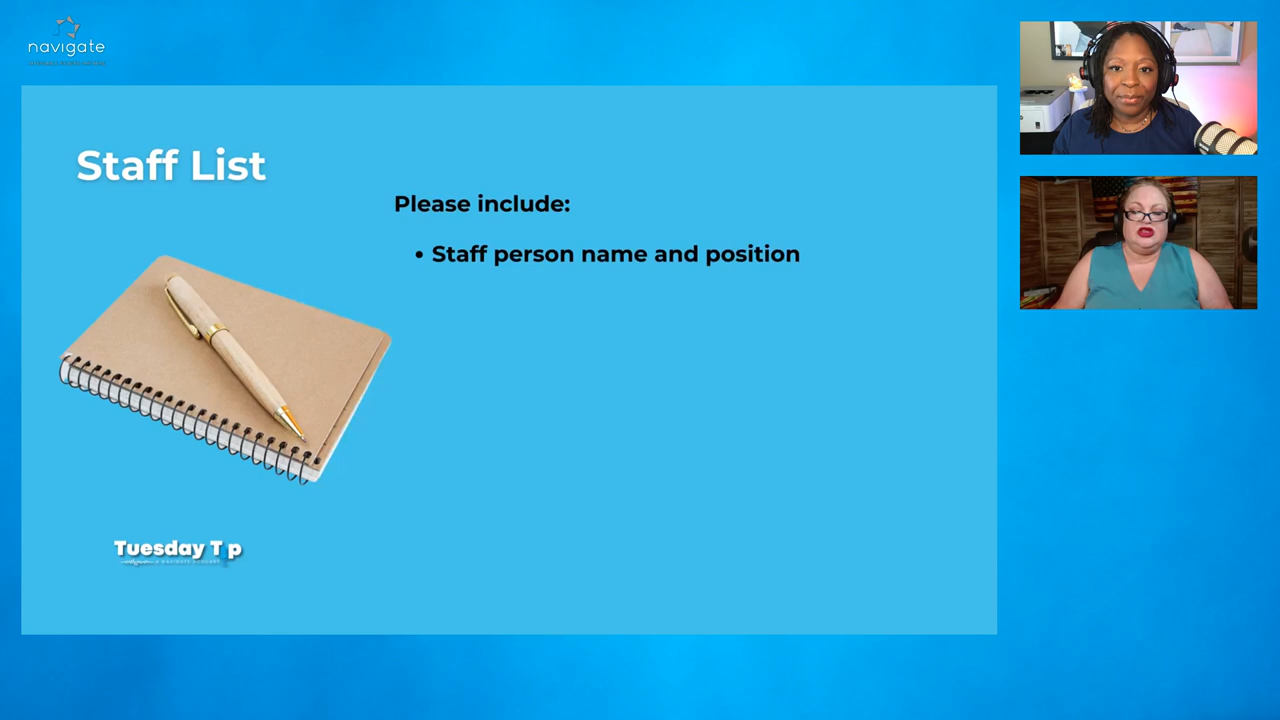 navigate
Staff List
Please include:
• Staff person name and position
Tuesday T p